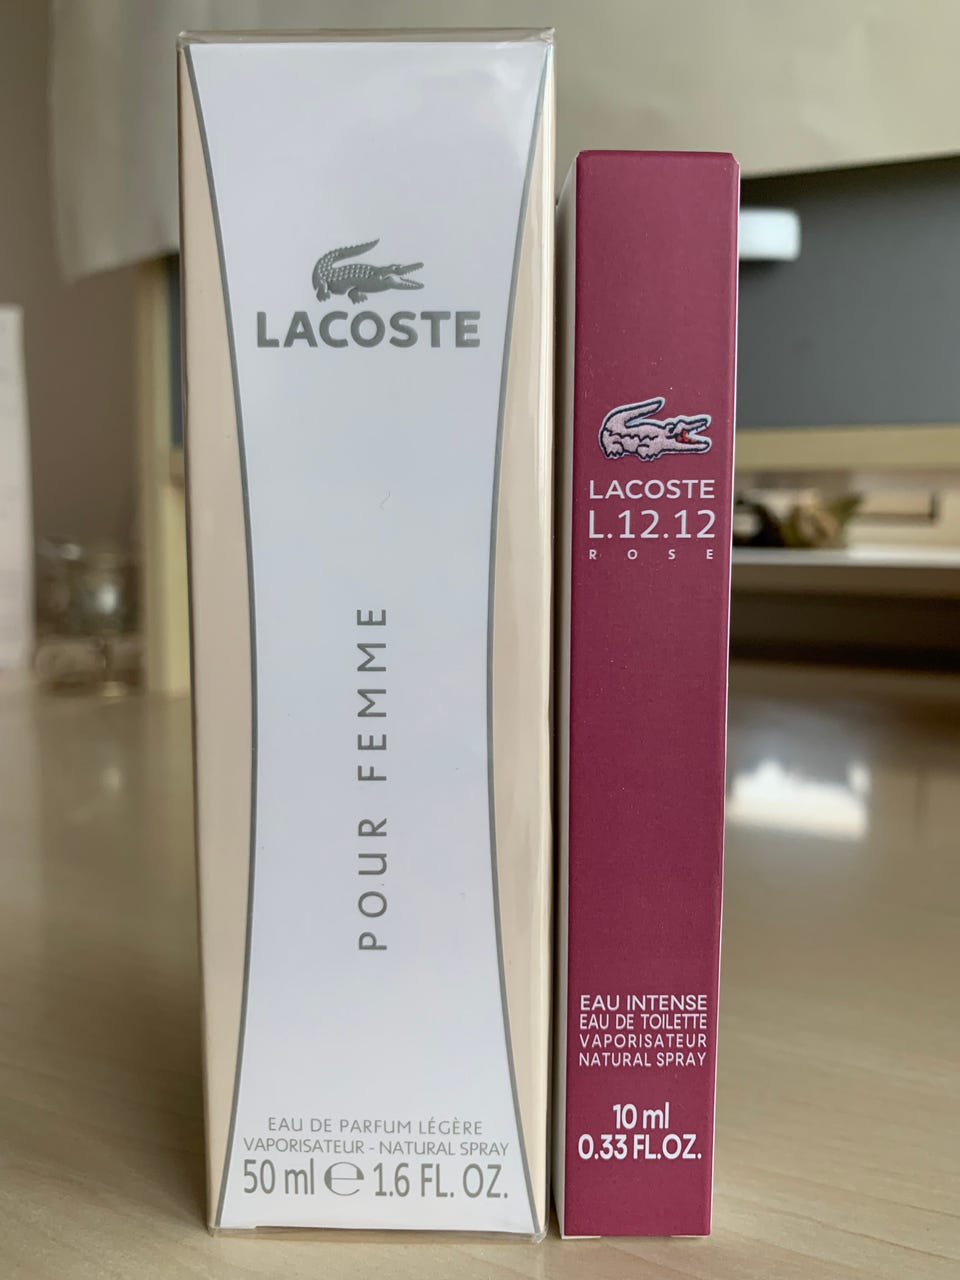 LACOSTE
POUR FEMME
EAU DE PARFUM LÉGÈRE
VAPORISATEUR - NATURAL SPRAY
50 ml ℮ 1.6 FL. OZ.
LACOSTE
L.12.12
ROSE
EAU INTENSE
EAU DE TOILETTE
VAPORISATEUR
NATURAL SPRAY
10 ml
0.33 FL.OZ.